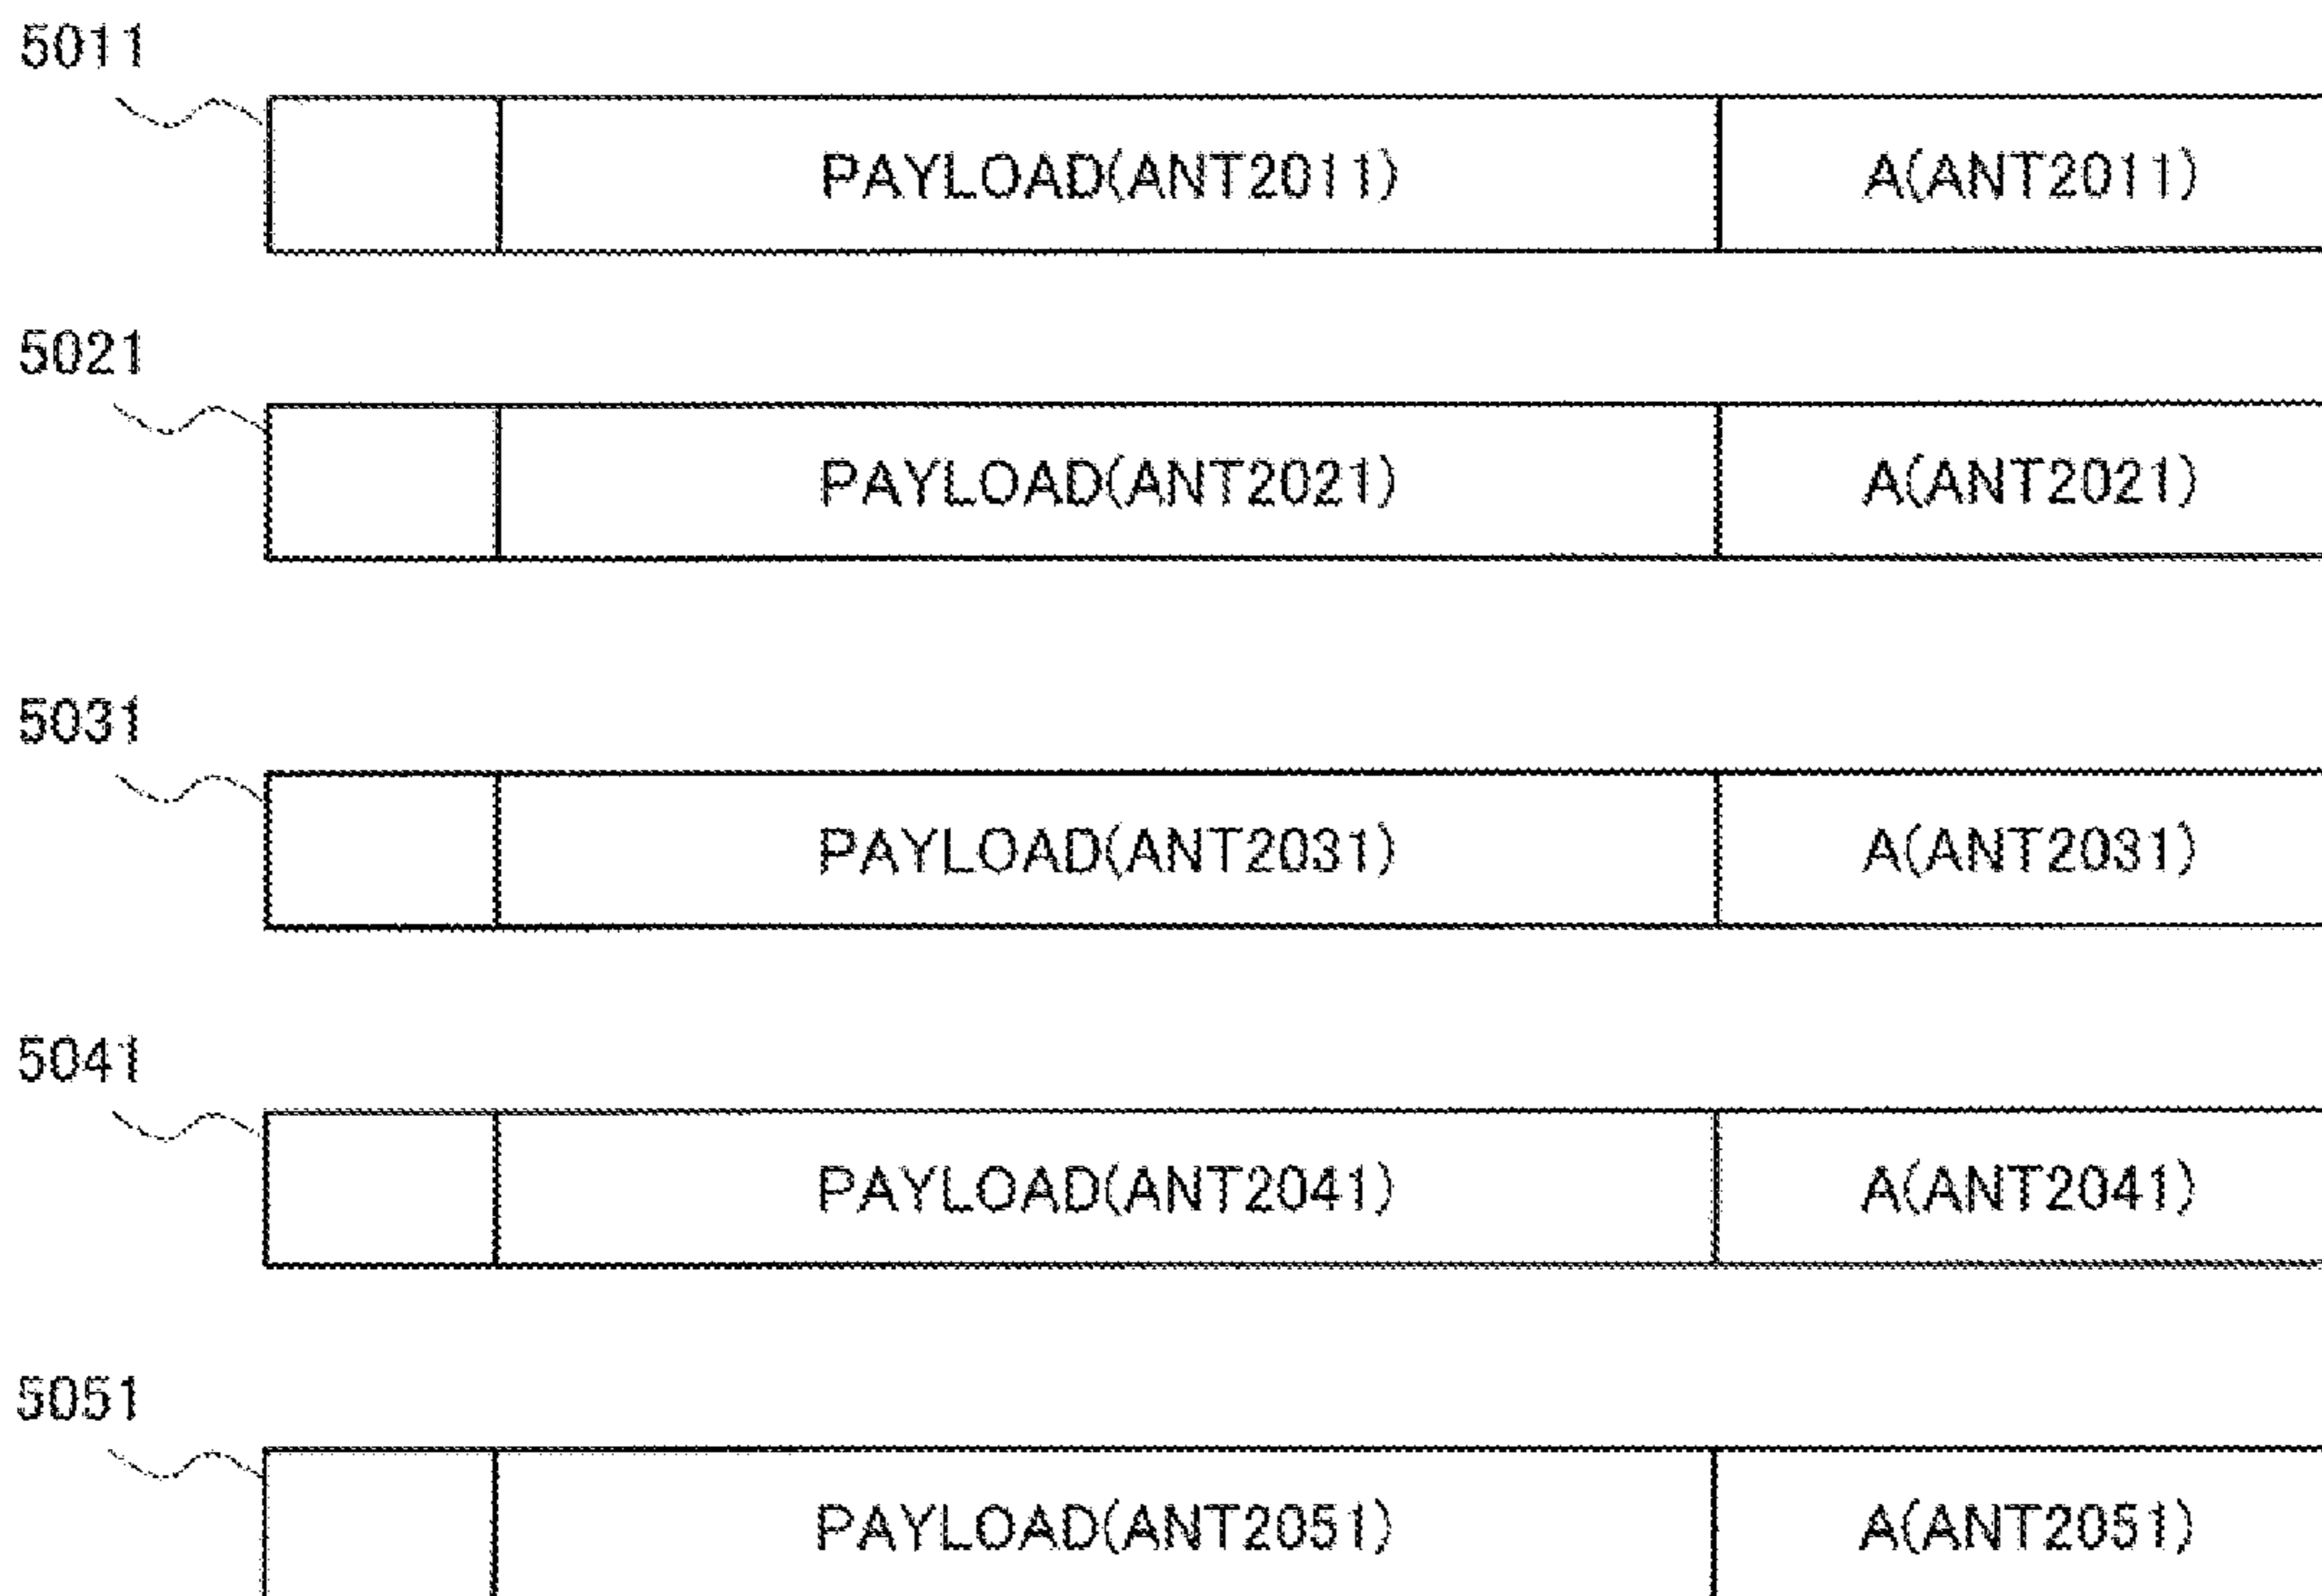 5011
PAYLOAD(ANT2011) A(ANT2011)
5021
PAYLOAD(ANT2021) A(ANT2021)
5031
PAYLOAD(ANT2031) A(ANT2031)
5041
PAYLOAD(ANT2041) A(ANT2041)
5051
PAYLOAD(ANT2051) A(ANT2051)